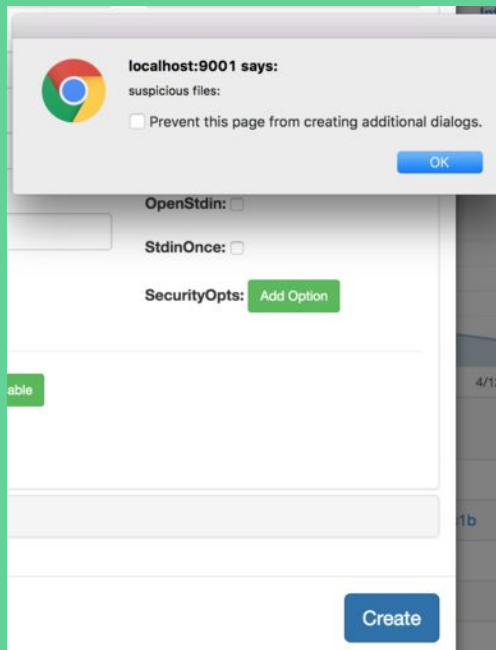 localhost:9001 says:
suspicious files:
Prevent this page from creating additional dialogs.
OK
OpenStdin:
StdinOnce:
SecurityOpts: Add Option
able
4/1
1b
Create